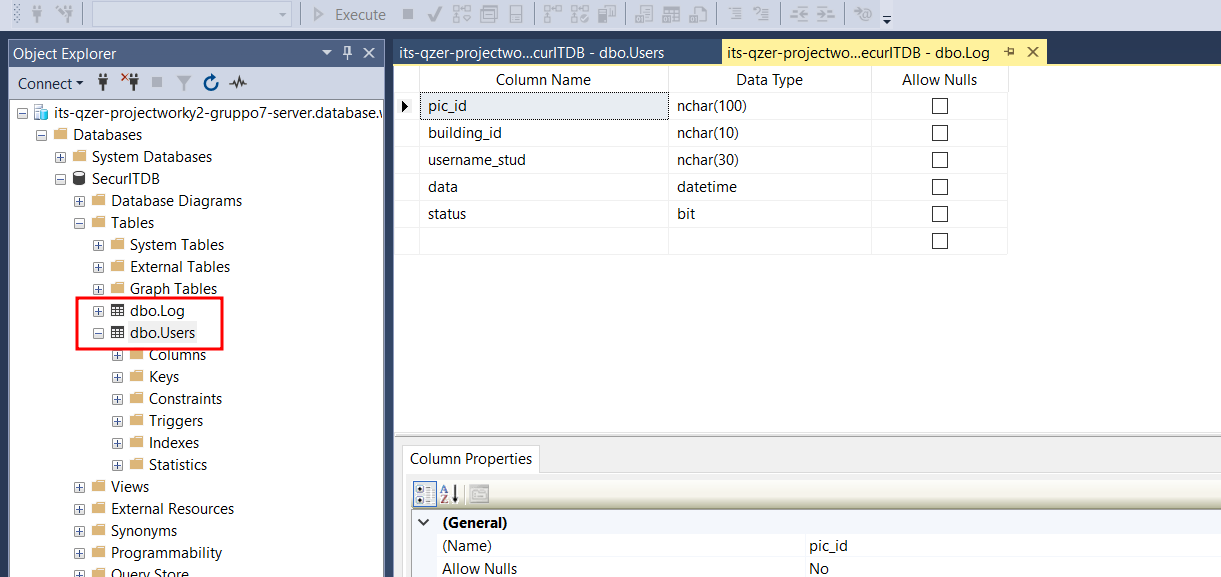 Execute
Object Explorer
Connect
its-qzer-projectworky2-gruppo7-server.database.w
Databases
System Databases
SecurITDB
Database Diagrams
Tables
System Tables
External Tables
Graph Tables
dbo.Log
dbo.Users
Columns
Keys
Constraints
Triggers
Indexes
Statistics
Views
External Resources
Synonyms
Programmability
Query Store
its-qzer-projectwo...curITDB - dbo.Users
its-qzer-projectwo...ecurITDB - dbo.Log
Column Name Data Type Allow Nulls
pic_id nchar(100)
building_id nchar(10)
username_stud nchar(30)
data datetime
status bit
Column Properties
A
Z
(General)
(Name) pic_id
Allow Nulls No